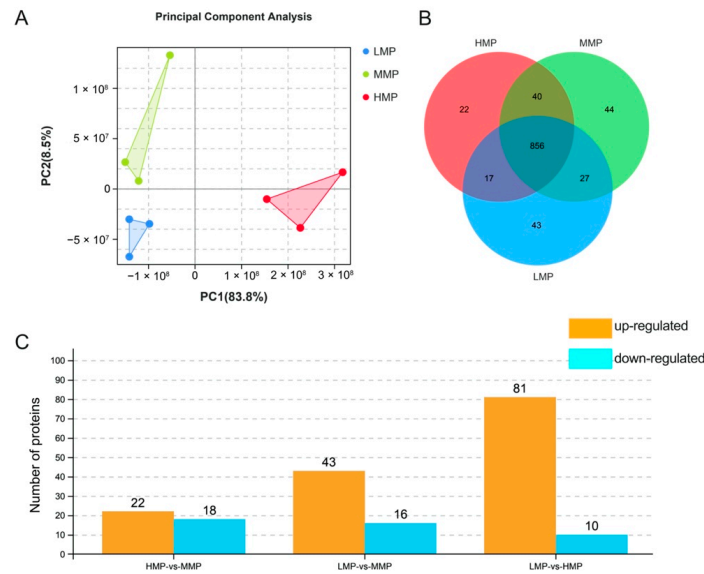 A
Principal Component Analysis
LMP
MMP
HMP
PC2(8.5%)
1 × 10⁸
5 × 10⁷
0
−5 × 10⁷
−1 × 10⁸ 0 1 × 10⁸ 2 × 10⁸ 3 × 10⁸
PC1(83.8%)
B
HMP MMP
22 40 44
856
17 27
43
LMP
C
up-regulated
down-regulated
Number of proteins
100
90
80
70
60
50
40
30
20
10
0
22 18 43 16 81 10
HMP-vs-MMP LMP-vs-MMP LMP-vs-HMP